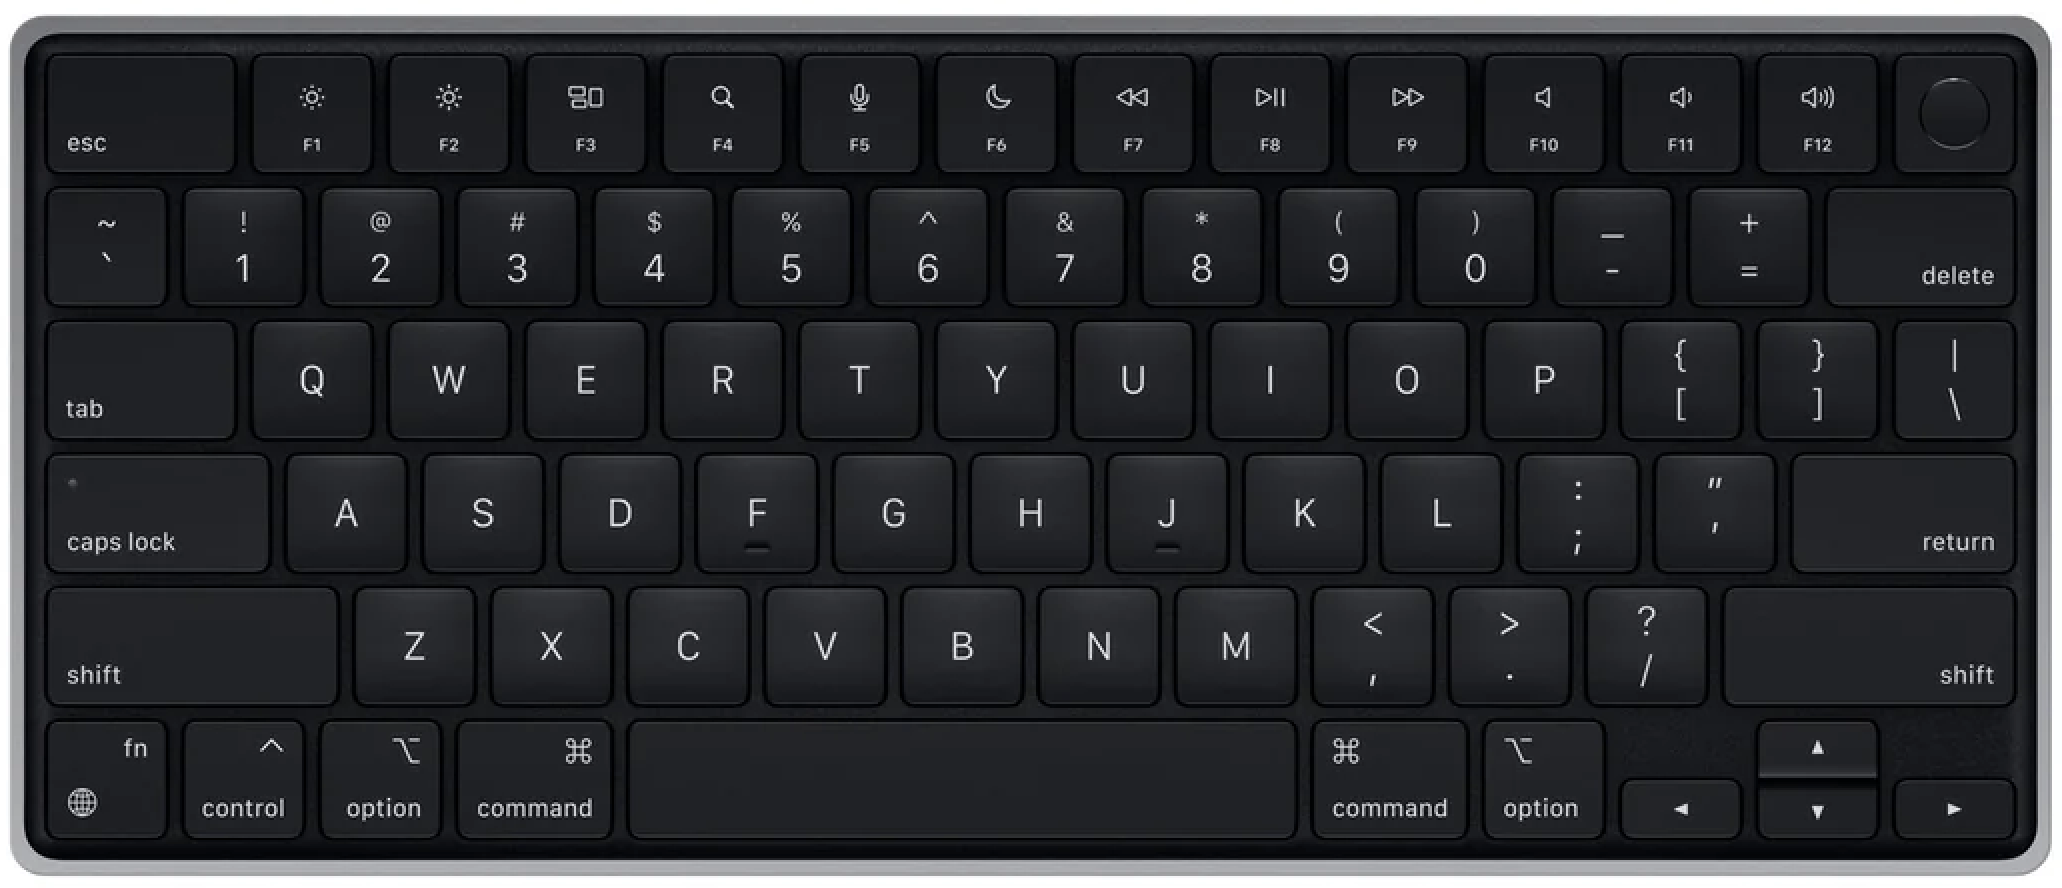 esc F1 F2 F3 F4 F5 F6 F7 F8 F9 F10 F11 F12
~ ! @ # $ % ^ & * ( ) _ +
` 1 2 3 4 5 6 7 8 9 0 - = delete
tab Q W E R T Y U I O P { } |
[ ] \
caps lock A S D F G H J K L : "
; ' return
shift Z X C V B N M < > ?
, . / shift
fn ^ ⌥ ⌘ ⌘ ⌥ ▲
control option command command option ◄ ▼ ►